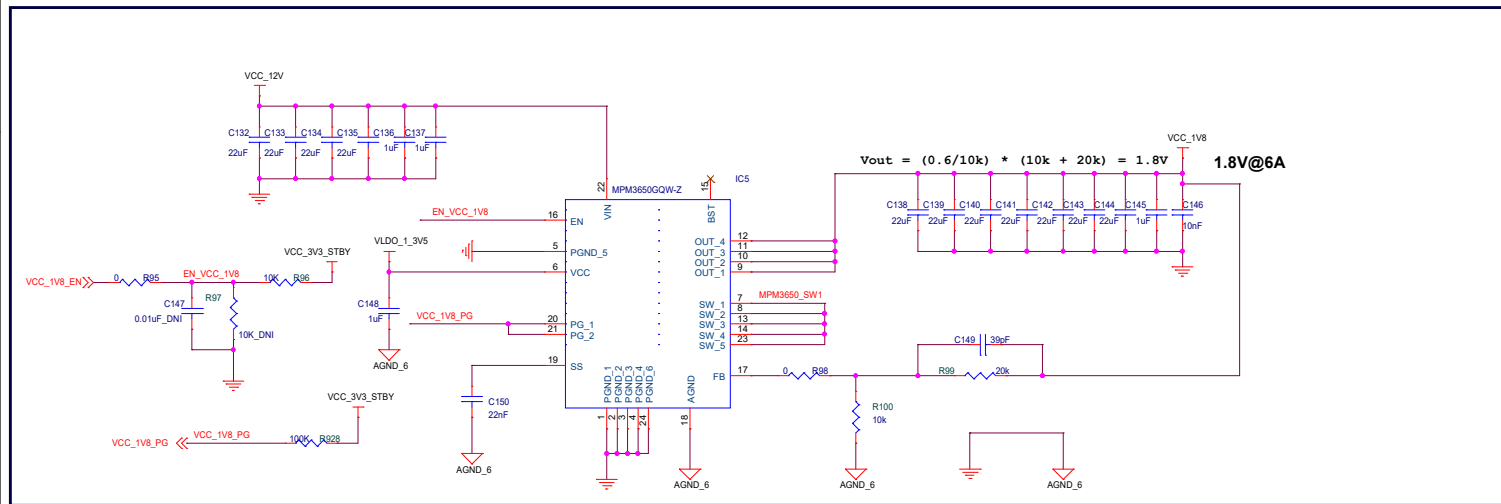 VCC_12V
C132
C133
C134
C135
C136
C137
22uF
22uF
22uF
22uF
1uF
1uF
VCC_1V8
Vout = (0.6/10k) * (10k + 20k) = 1.8V
1.8V@6A
22
MPM3650GQW-Z
15
IC5
VIN
BST
C138
C139
C140
C141
C142
C143
C144
C145
C146
22uF
22uF
22uF
22uF
22uF
22uF
22uF
1uF
10nF
EN_VCC_1V8
16
EN
VLDO_1_3V5
5
PGND_5
6
VCC
OUT_4
12
OUT_3
11
OUT_2
10
OUT_1
9
VCC_3V3_STBY
VCC_1V8_EN
0
R95
EN_VCC_1V8
10K
R96
C147
0.01uF_DNI
R97
10K_DNI
C148
1uF
AGND_6
VCC_1V8_PG
20
PG_1
21
PG_2
MPM3650_SW1
SW_1
7
SW_2
8
SW_3
13
SW_4
14
SW_5
23
19
SS
C150
22nF
AGND_6
FB
17
0
R98
C149
39pF
R99
20k
R100
10k
AGND_6
PGND_1
PGND_2
PGND_3
PGND_4
PGND_6
AGND
1
2
3
4
24
18
AGND_6
AGND_6
VCC_3V3_STBY
VCC_1V8_PG
VCC_1V8_PG
100K
R928